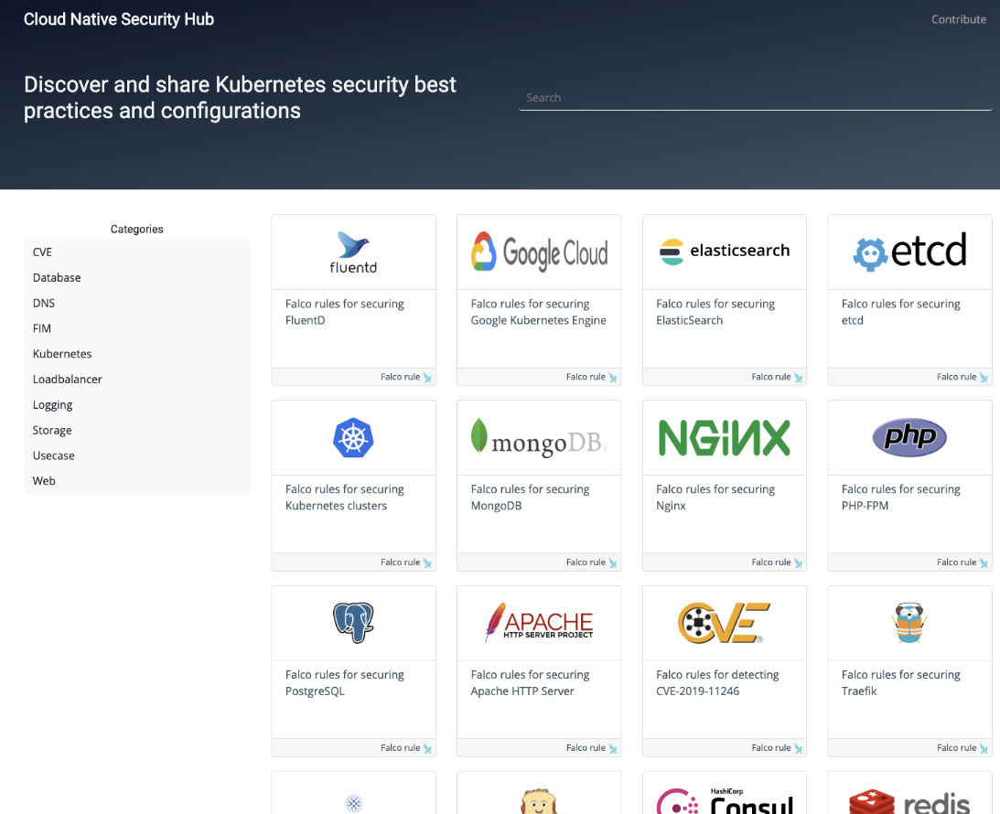 Cloud Native Security Hub
Contribute
Discover and share Kubernetes security best
practices and configurations
Search
Categories
CVE
Database
DNS
FIM
Kubernetes
Loadbalancer
Logging
Storage
Usecase
Web
fluentd
Falco rules for securing
FluentD
Falco rule
Google Cloud
Falco rules for securing
Google Kubernetes Engine
Falco rule
elasticsearch
Falco rules for securing
ElasticSearch
Falco rule
etcd
Falco rules for securing
etcd
Falco rule
Falco rules for securing
Kubernetes clusters
Falco rule
mongoDB®
Falco rules for securing
MongoDB
Falco rule
NGINX
Falco rules for securing
Nginx
Falco rule
php
Falco rules for securing
PHP-FPM
Falco rule
Falco rules for securing
PostgreSQL
Falco rule
APACHE
HTTP SERVER PROJECT
Falco rules for securing
Apache HTTP Server
Falco rule
CVE®
Falco rules for detecting
CVE-2019-11246
Falco rule
Falco rules for securing
Traefik
Falco rule
HashiCorp
Consul
redis